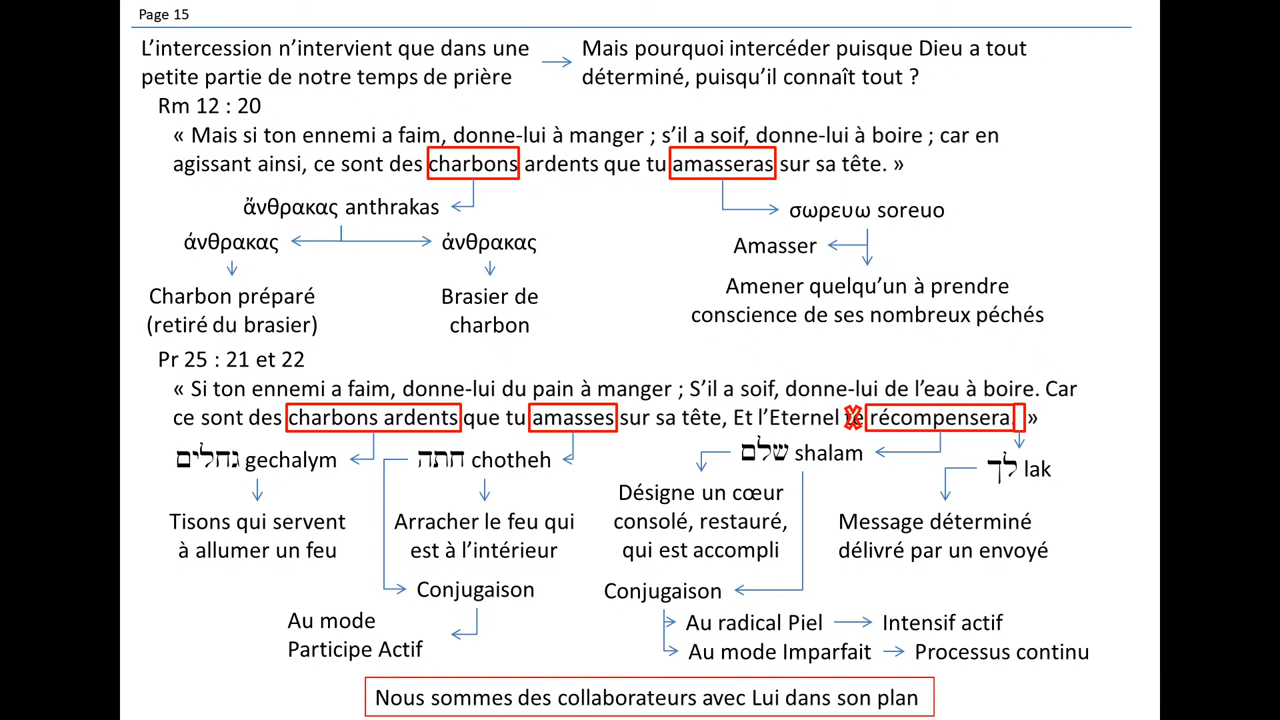 Page 15
L'intercession n'intervient que dans une
petite partie de notre temps de prière
Mais pourquoi intercéder puisque Dieu a tout
déterminé, puisqu'il connaît tout ?
Rm 12 : 20
« Mais si ton ennemi a faim, donne-lui à manger ; s'il a soif, donne-lui à boire ; car en
agissant ainsi, ce sont des charbons ardents que tu amasseras sur sa tête. »
ἄνθρακας anthrakas
σωρευω soreuo
άνθρακας
ἀνθρακας
Amasser
Charbon préparé
(retiré du brasier)
Brasier de
charbon
Amener quelqu'un à prendre
conscience de ses nombreux péchés
Pr 25 : 21 et 22
« Si ton ennemi a faim, donne-lui du pain à manger ; S'il a soif, donne-lui de l'eau à boire. Car
ce sont des charbons ardents que tu amasses sur sa tête, Et l'Eternel te récompensera. »
גחלים gechalym
חתה chotheh
שלם shalam
לך lak
Tisons qui servent
à allumer un feu
Arracher le feu qui
est à l'intérieur
Désigne un cœur
consolé, restauré,
qui est accompli
Message déterminé
délivré par un envoyé
Conjugaison
Au mode
Participe Actif
Conjugaison
Au radical Piel
Intensif actif
Au mode Imparfait
Processus continu
Nous sommes des collaborateurs avec Lui dans son plan